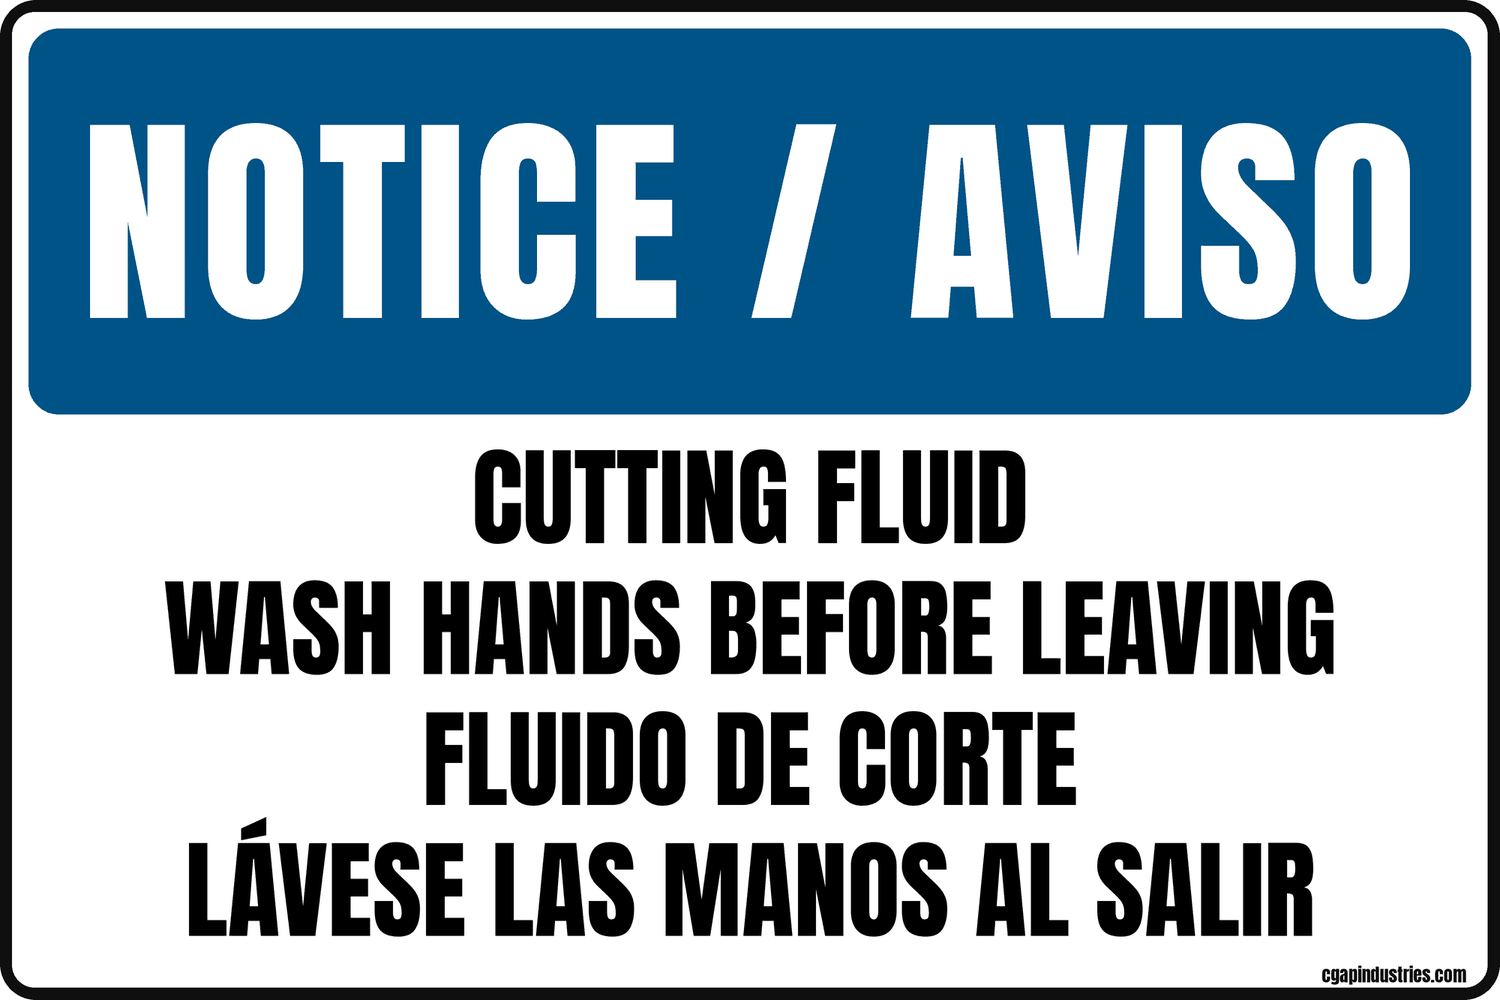 NOTICE / AVISO
CUTTING FLUID
WASH HANDS BEFORE LEAVING
FLUIDO DE CORTE
LÁVESE LAS MANOS AL SALIR
cgapindustries.com